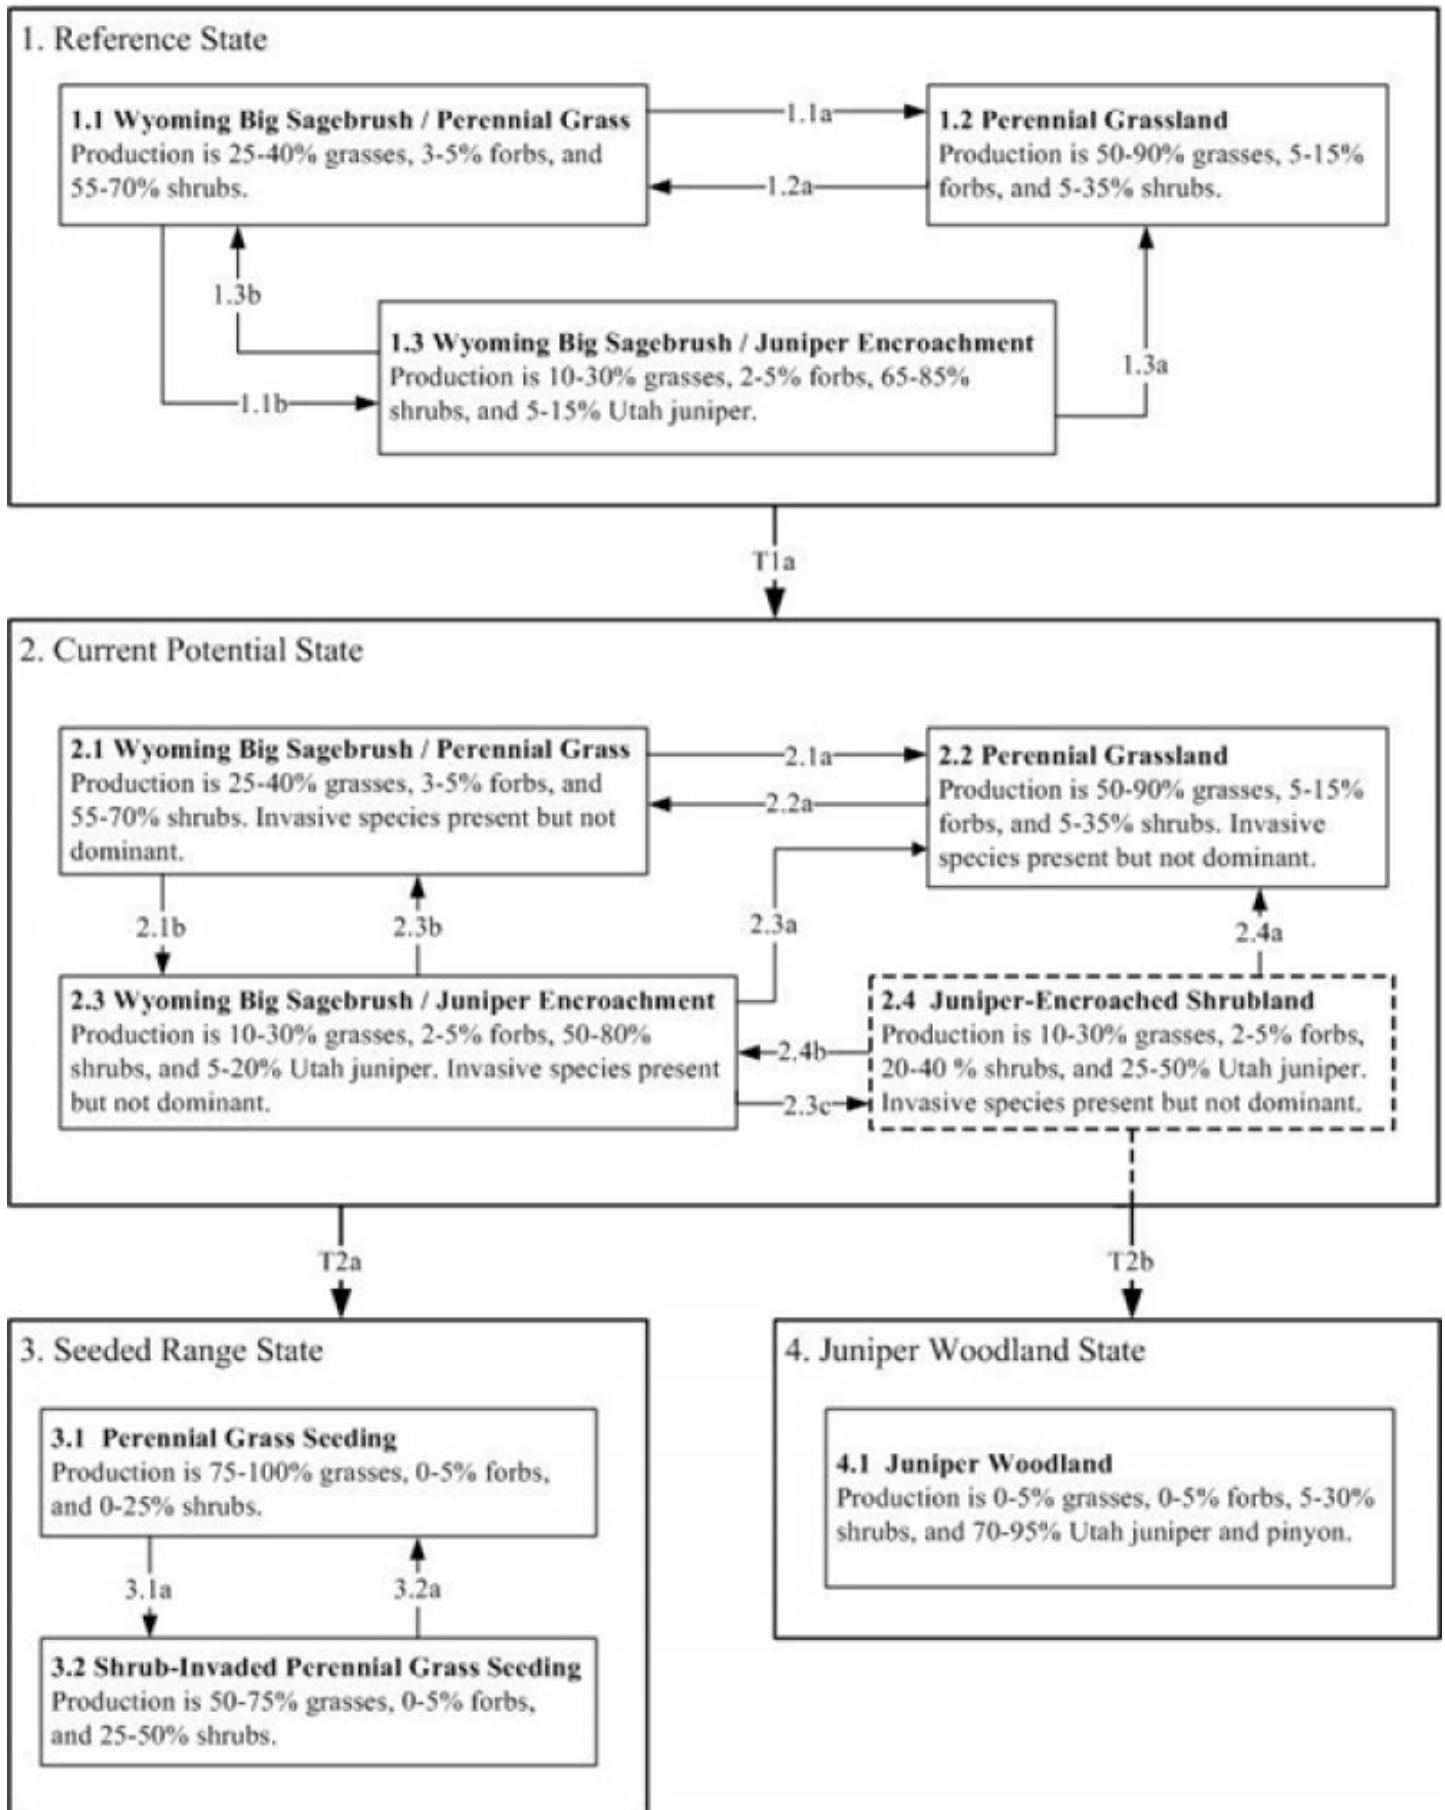 1. Reference State
1.1 Wyoming Big Sagebrush / Perennial Grass
Production is 25-40% grasses, 3-5% forbs, and
55-70% shrubs.
1.1a
1.2a
1.2 Perennial Grassland
Production is 50-90% grasses, 5-15%
forbs, and 5-35% shrubs.
1.3b
1.1b
1.3 Wyoming Big Sagebrush / Juniper Encroachment
Production is 10-30% grasses, 2-5% forbs, 65-85%
shrubs, and 5-15% Utah juniper.
1.3a
T1a
2. Current Potential State
2.1 Wyoming Big Sagebrush / Perennial Grass
Production is 25-40% grasses, 3-5% forbs, and
55-70% shrubs. Invasive species present but not
dominant.
2.1a
2.2a
2.2 Perennial Grassland
Production is 50-90% grasses, 5-15%
forbs, and 5-35% shrubs. Invasive
species present but not dominant.
2.1b
2.3b
2.3a
2.4a
2.3 Wyoming Big Sagebrush / Juniper Encroachment
Production is 10-30% grasses, 2-5% forbs, 50-80%
shrubs, and 5-20% Utah juniper. Invasive species present
but not dominant.
2.4b
2.3c
2.4 Juniper-Encroached Shrubland
Production is 10-30% grasses, 2-5% forbs,
20-40 % shrubs, and 25-50% Utah juniper.
Invasive species present but not dominant.
T2a
T2b
3. Seeded Range State
3.1 Perennial Grass Seeding
Production is 75-100% grasses, 0-5% forbs,
and 0-25% shrubs.
3.1a
3.2a
3.2 Shrub-Invaded Perennial Grass Seeding
Production is 50-75% grasses, 0-5% forbs,
and 25-50% shrubs.
4. Juniper Woodland State
4.1 Juniper Woodland
Production is 0-5% grasses, 0-5% forbs, 5-30%
shrubs, and 70-95% Utah juniper and pinyon.